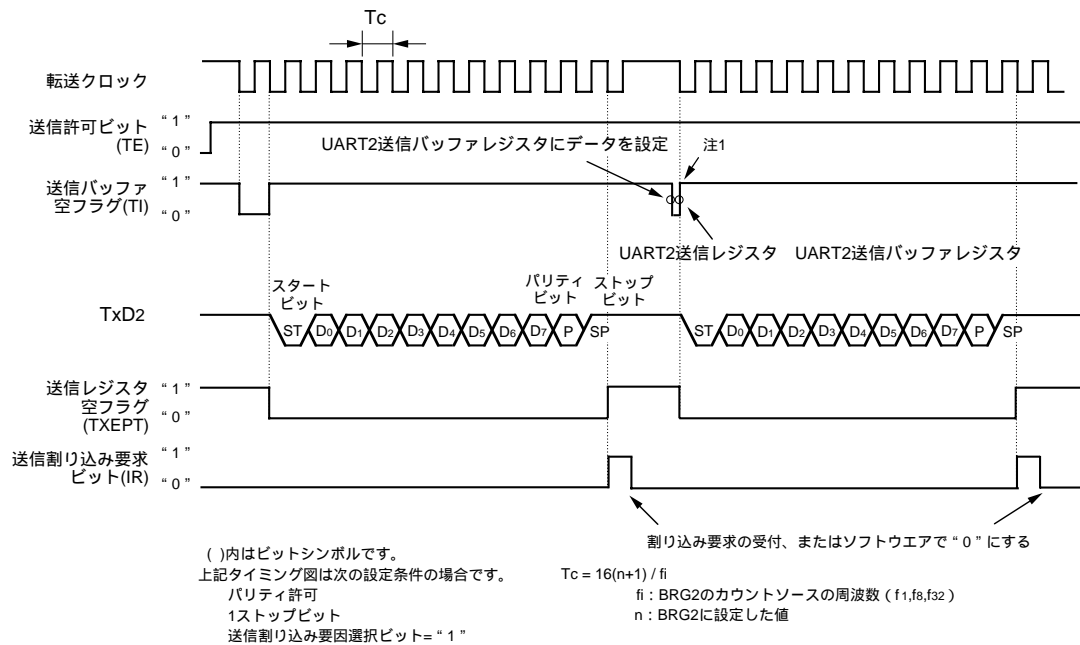 Tc
転送クロック
送信許可ビット
(TE)
“ 1 ”
“ 0 ”
UART2送信バッファレジスタにデータを設定
注1
送信バッファ
空フラグ(TI)
“ 1 ”
“ 0 ”
UART2送信レジスタ UART2送信バッファレジスタ
スタート
ビット
パリティ
ビット
ストップ
ビット
TxD2
ST D0 D1 D2 D3 D4 D5 D6 D7 P SP
ST D0 D1 D2 D3 D4 D5 D6 D7 P SP
送信レジスタ
空フラグ
(TXEPT)
“ 1 ”
“ 0 ”
送信割り込み要求
ビット(IR)
“ 1 ”
“ 0 ”
割り込み要求の受付、またはソフトウエアで“ 0 ”にする
( )内はビットシンボルです。
上記タイミング図は次の設定条件の場合です。
パリティ許可
1ストップビット
送信割り込み要因選択ビット= “ 1 ”
Tc = 16(n+1) / fi
fi : BRG2のカウントソースの周波数 ( f1,f8,f32 )
n : BRG2に設定した値